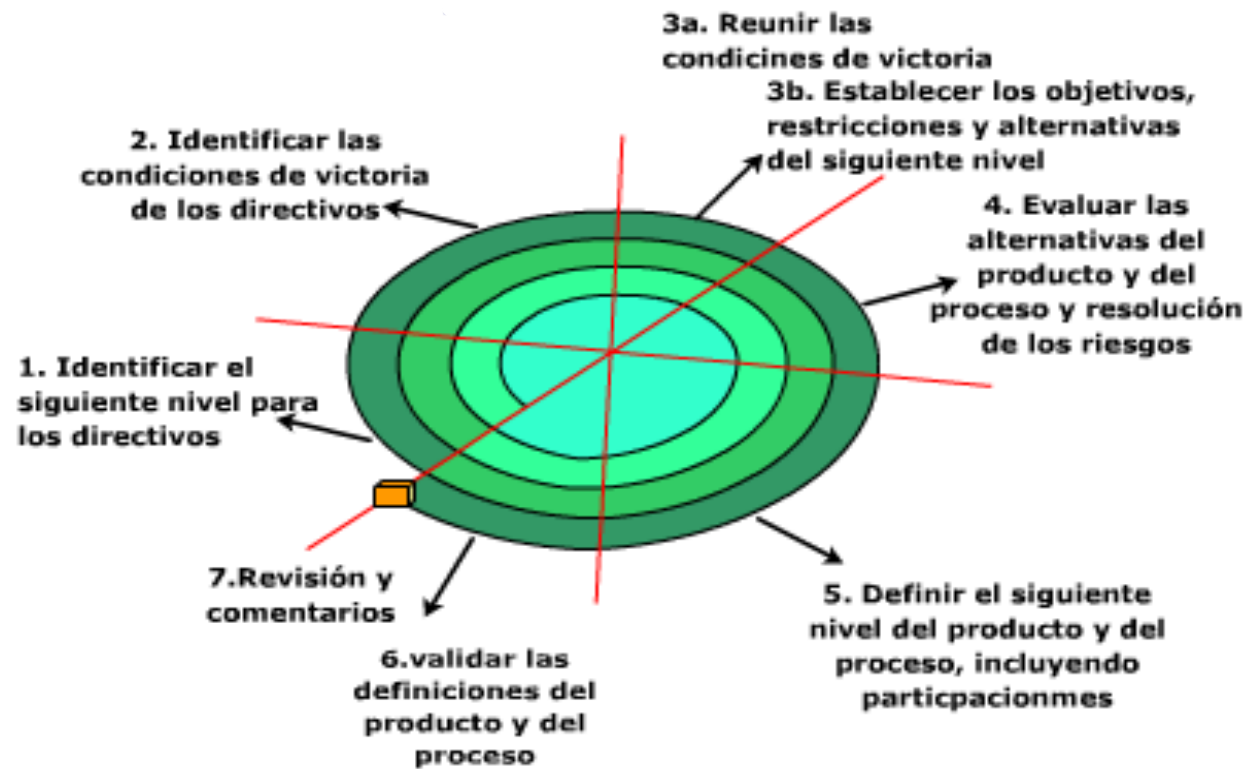 3a. Reunir las
condicines de victoria
3b. Establecer los objetivos,
restricciones y alternativas
del siguiente nivel
2. Identificar las
condiciones de victoria
de los directivos
4. Evaluar las
alternativas del
producto y del
proceso y resolución
de los riesgos
1. Identificar el
siguiente nivel para
los directivos
7.Revisión y
comentarios
5. Definir el siguiente
nivel del producto y del
proceso, incluyendo
particpacionmes
6.validar las
definiciones del
producto y del
proceso